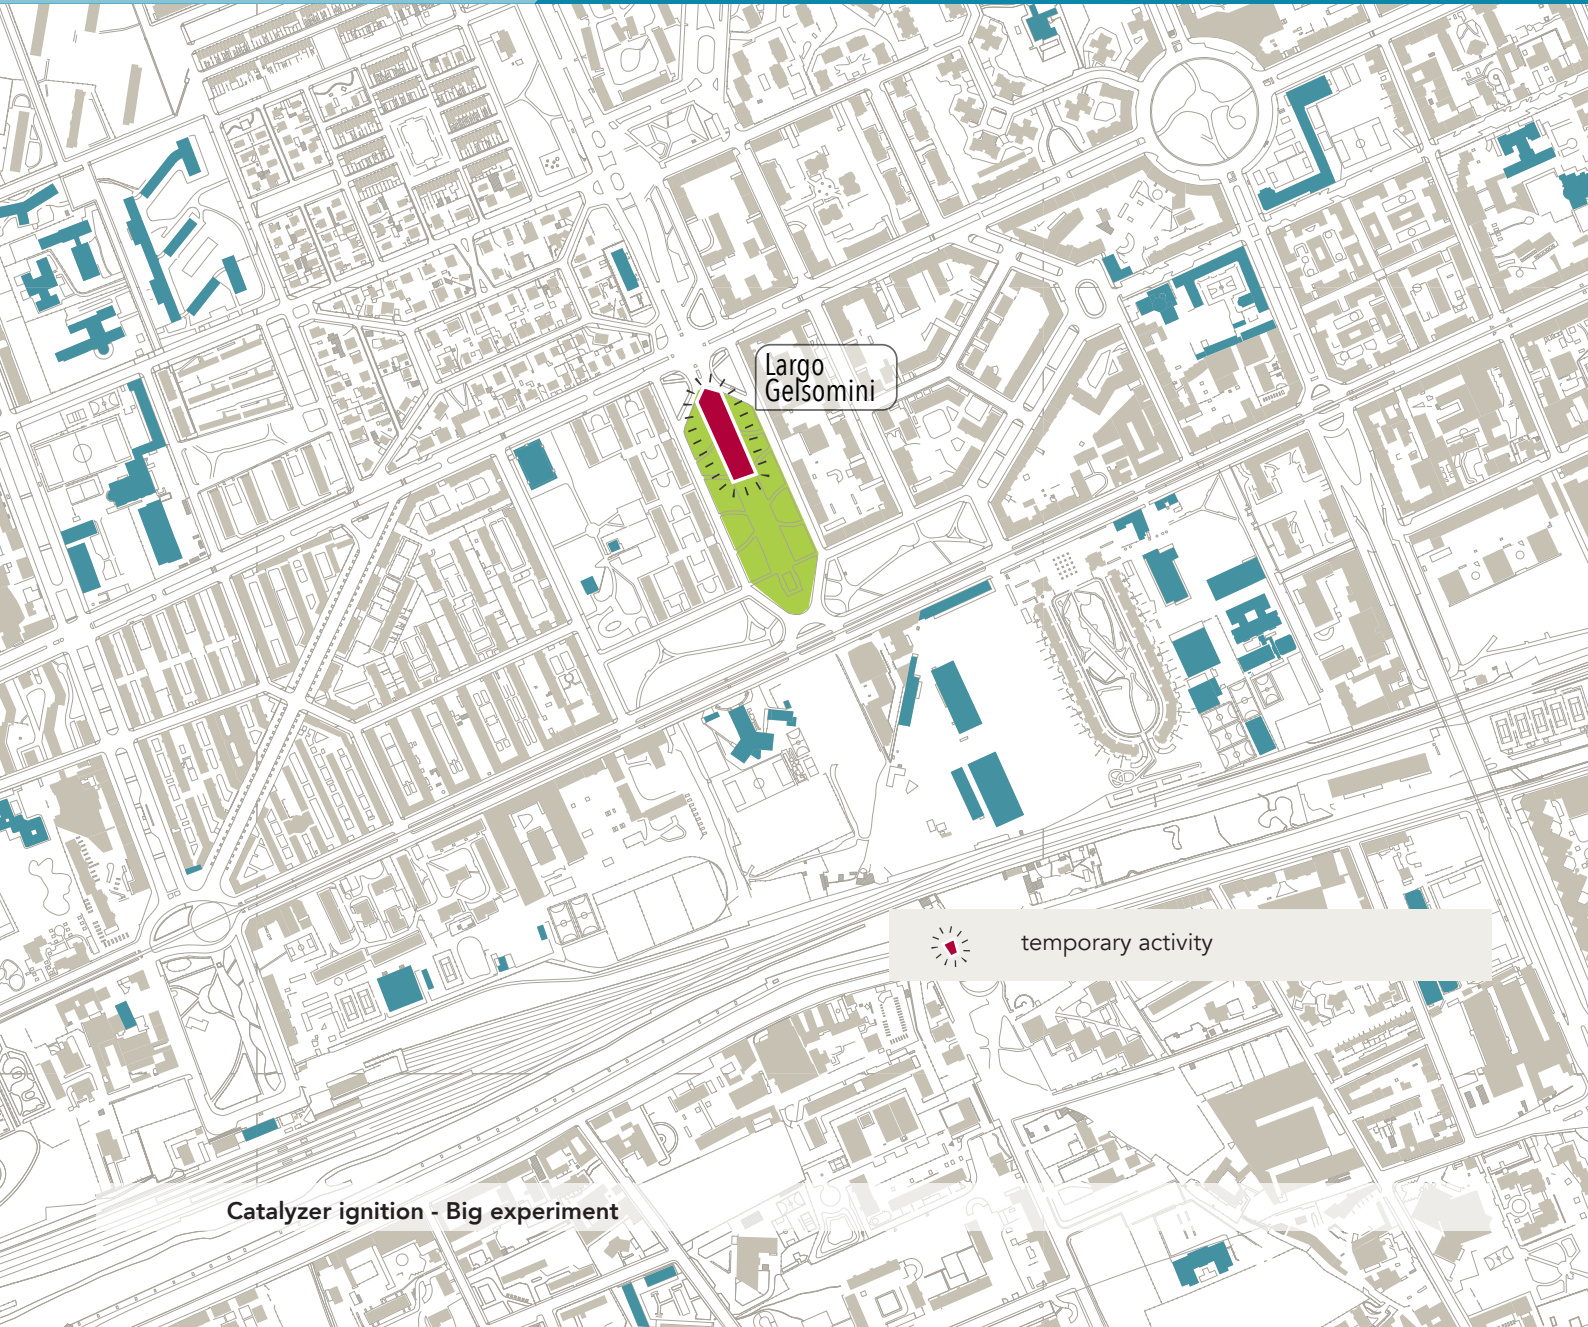 Largo
Gelsomini
temporary activity
Catalyzer ignition - Big experiment